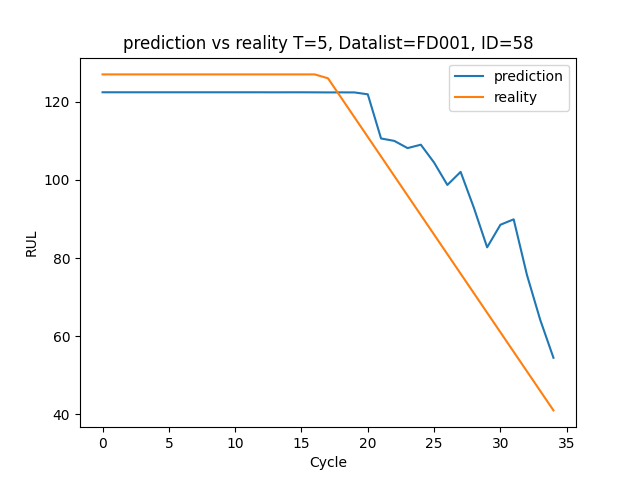 prediction vs reality T=5, Datalist=FD001, ID=58
prediction
reality
RUL
120
100
80
60
40
0 5 10 15 20 25 30 35
Cycle